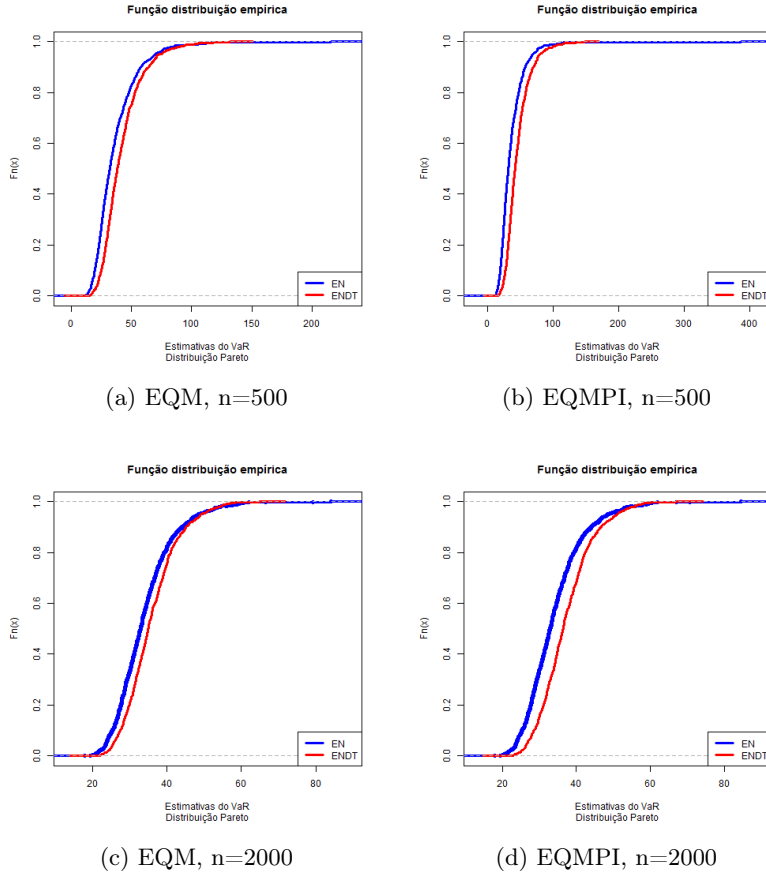 Função distribuição empírica
Fn(x)
1.0
0.8
0.6
0.4
0.2
0.0
EN
ENDT
0 50 100 150 200
Estimativas do VaR
Distribuição Pareto
(a) EQM, n=500
Função distribuição empírica
Fn(x)
1.0
0.8
0.6
0.4
0.2
0.0
EN
ENDT
0 100 200 300 400
Estimativas do VaR
Distribuição Pareto
(b) EQMPI, n=500
Função distribuição empírica
Fn(x)
1.0
0.8
0.6
0.4
0.2
0.0
EN
ENDT
20 40 60 80
Estimativas do VaR
Distribuição Pareto
(c) EQM, n=2000
Função distribuição empírica
Fn(x)
1.0
0.8
0.6
0.4
0.2
0.0
EN
ENDT
20 40 60 80
Estimativas do VaR
Distribuição Pareto
(d) EQMPI, n=2000